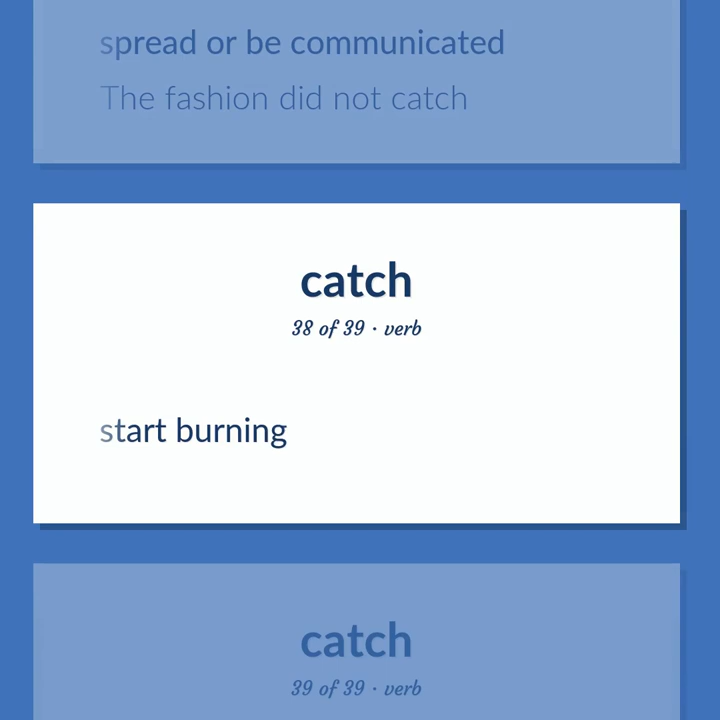 spread or be communicated
The fashion did not catch
catch
38 of 39 · verb
start burning
catch
39 of 39 · verb